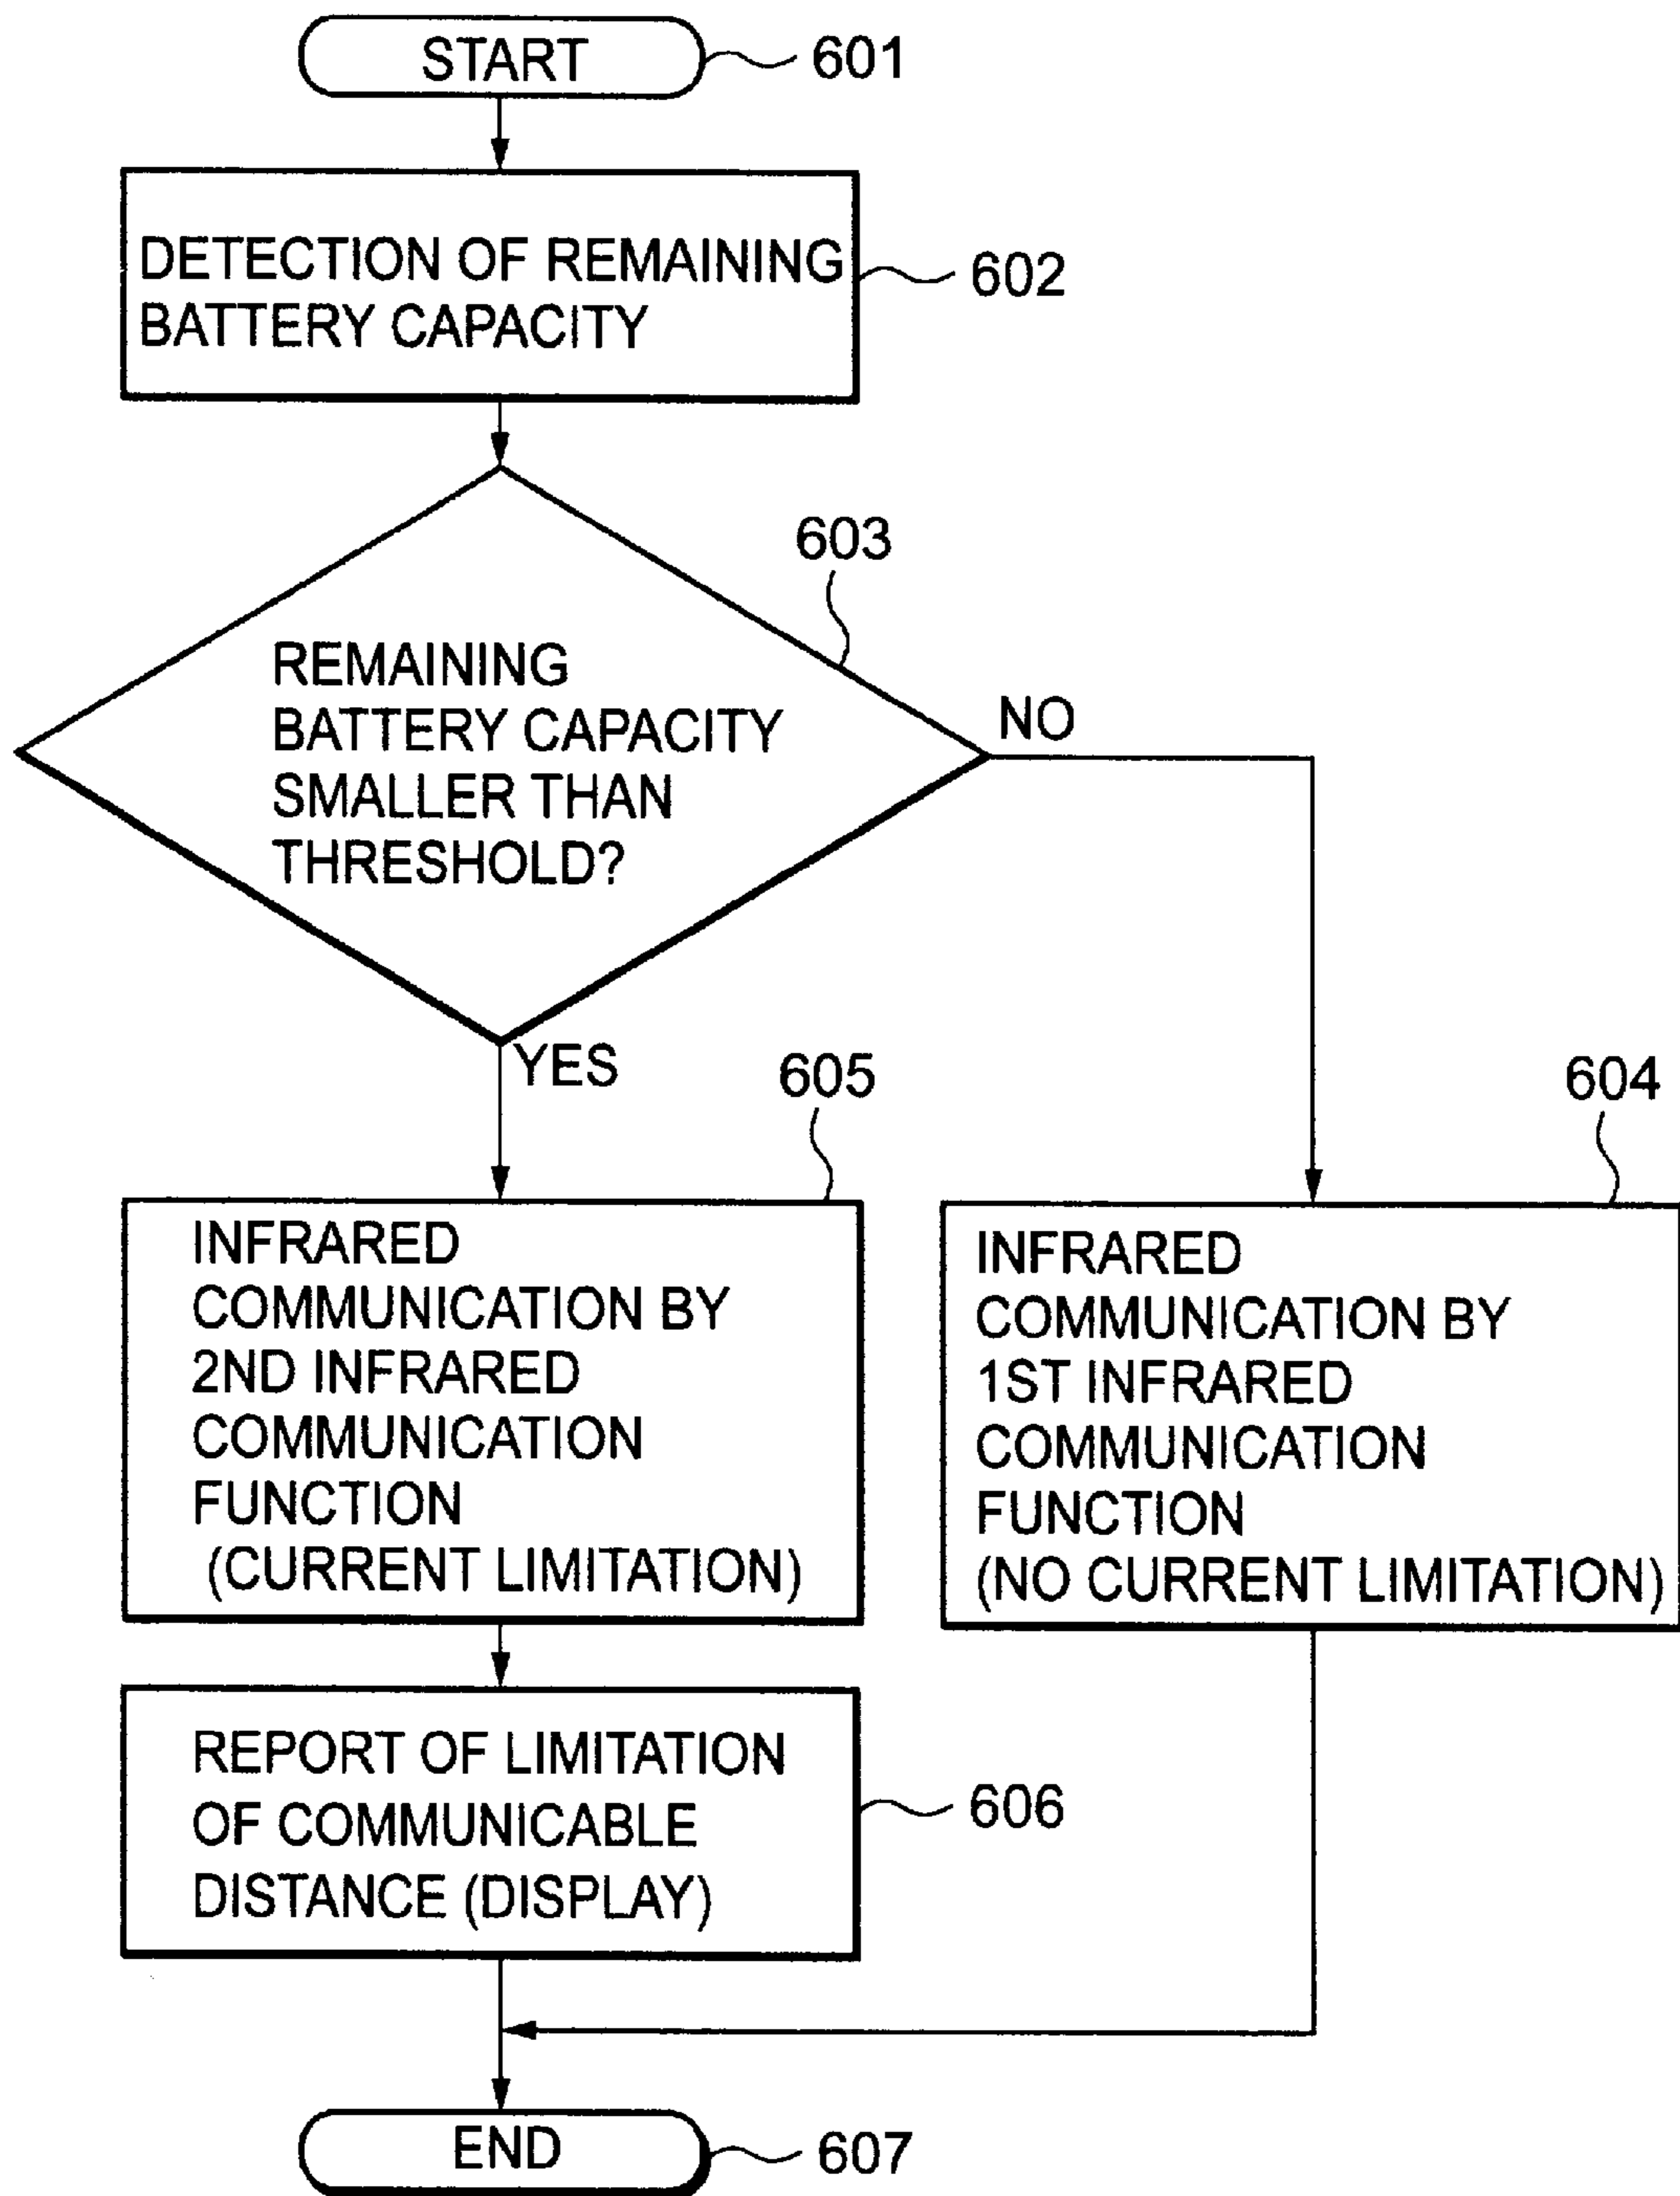 START
601
DETECTION OF REMAINING
BATTERY CAPACITY
602
603
REMAINING
BATTERY CAPACITY
SMALLER THAN
THRESHOLD?
NO
YES
605
INFRARED
COMMUNICATION BY
2ND INFRARED
COMMUNICATION
FUNCTION
(CURRENT LIMITATION)
604
INFRARED
COMMUNICATION BY
1ST INFRARED
COMMUNICATION
FUNCTION
(NO CURRENT LIMITATION)
REPORT OF LIMITATION
OF COMMUNICABLE
DISTANCE (DISPLAY)
606
END
607